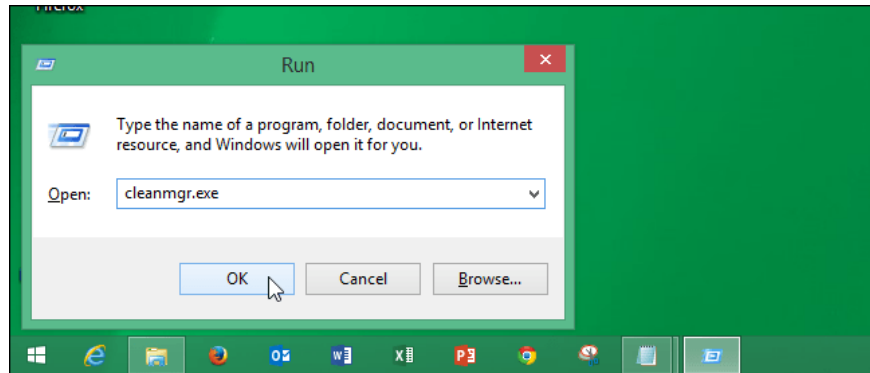 Firefox
Run
Type the name of a program, folder, document, or Internet
resource, and Windows will open it for you.
Open:
cleanmgr.exe
OK
Cancel
Browse...